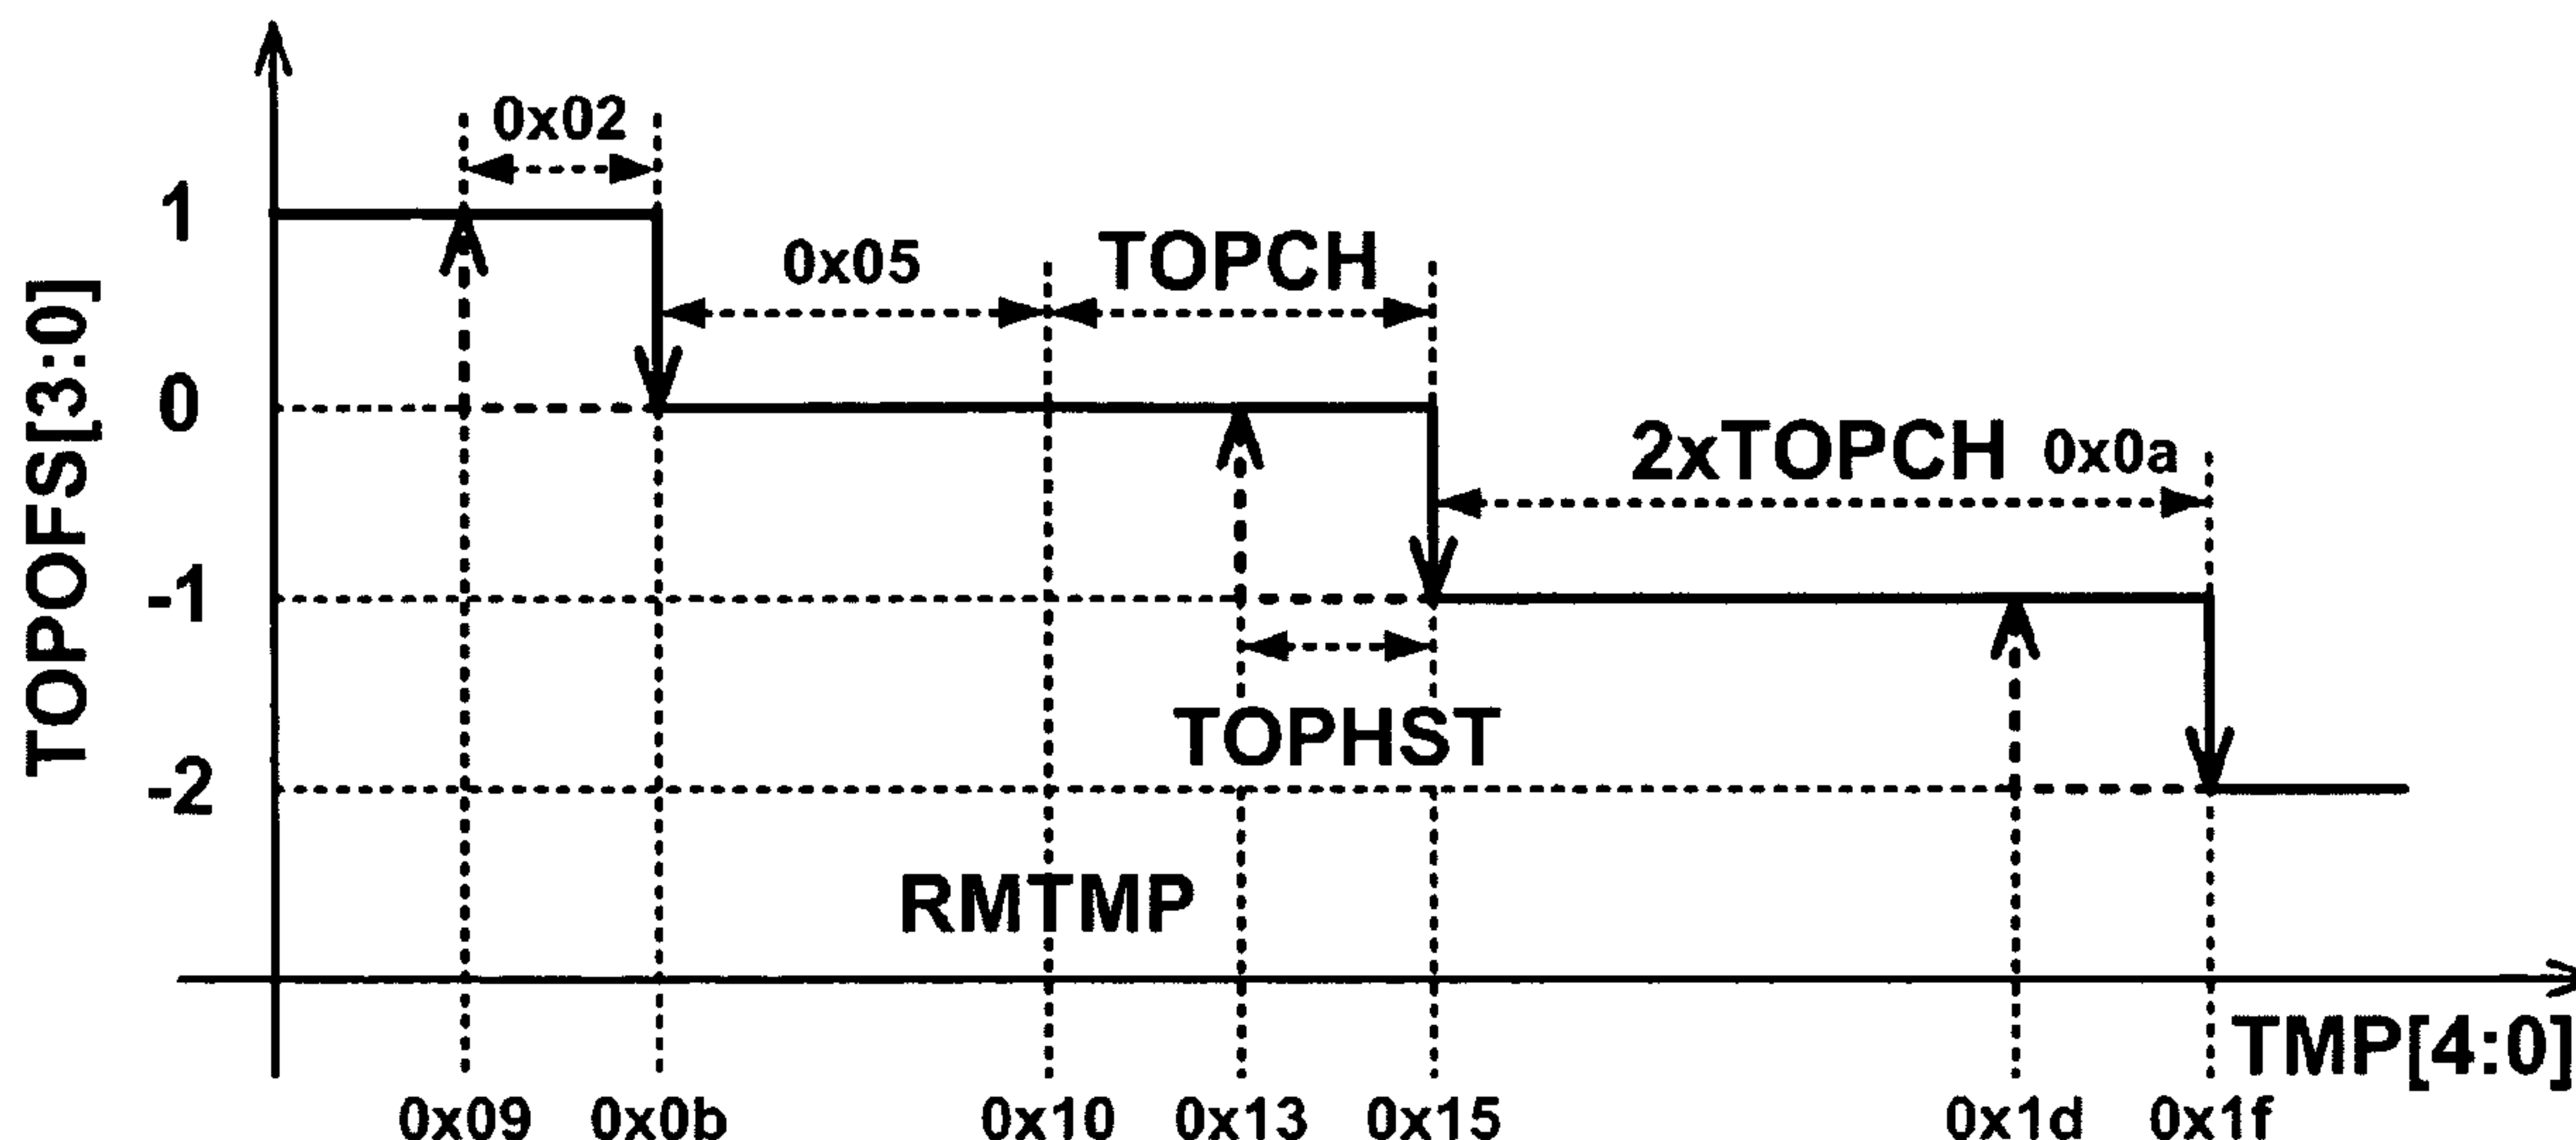 0x02
1
0x05
TOPCH
TOPOFS[3:0]
0
2xTOPCH 0x0a
-1
TOPHST
-2
RMTMP
TMP[4:0]
0x09 0x0b 0x10 0x13 0x15 0x1d 0x1f